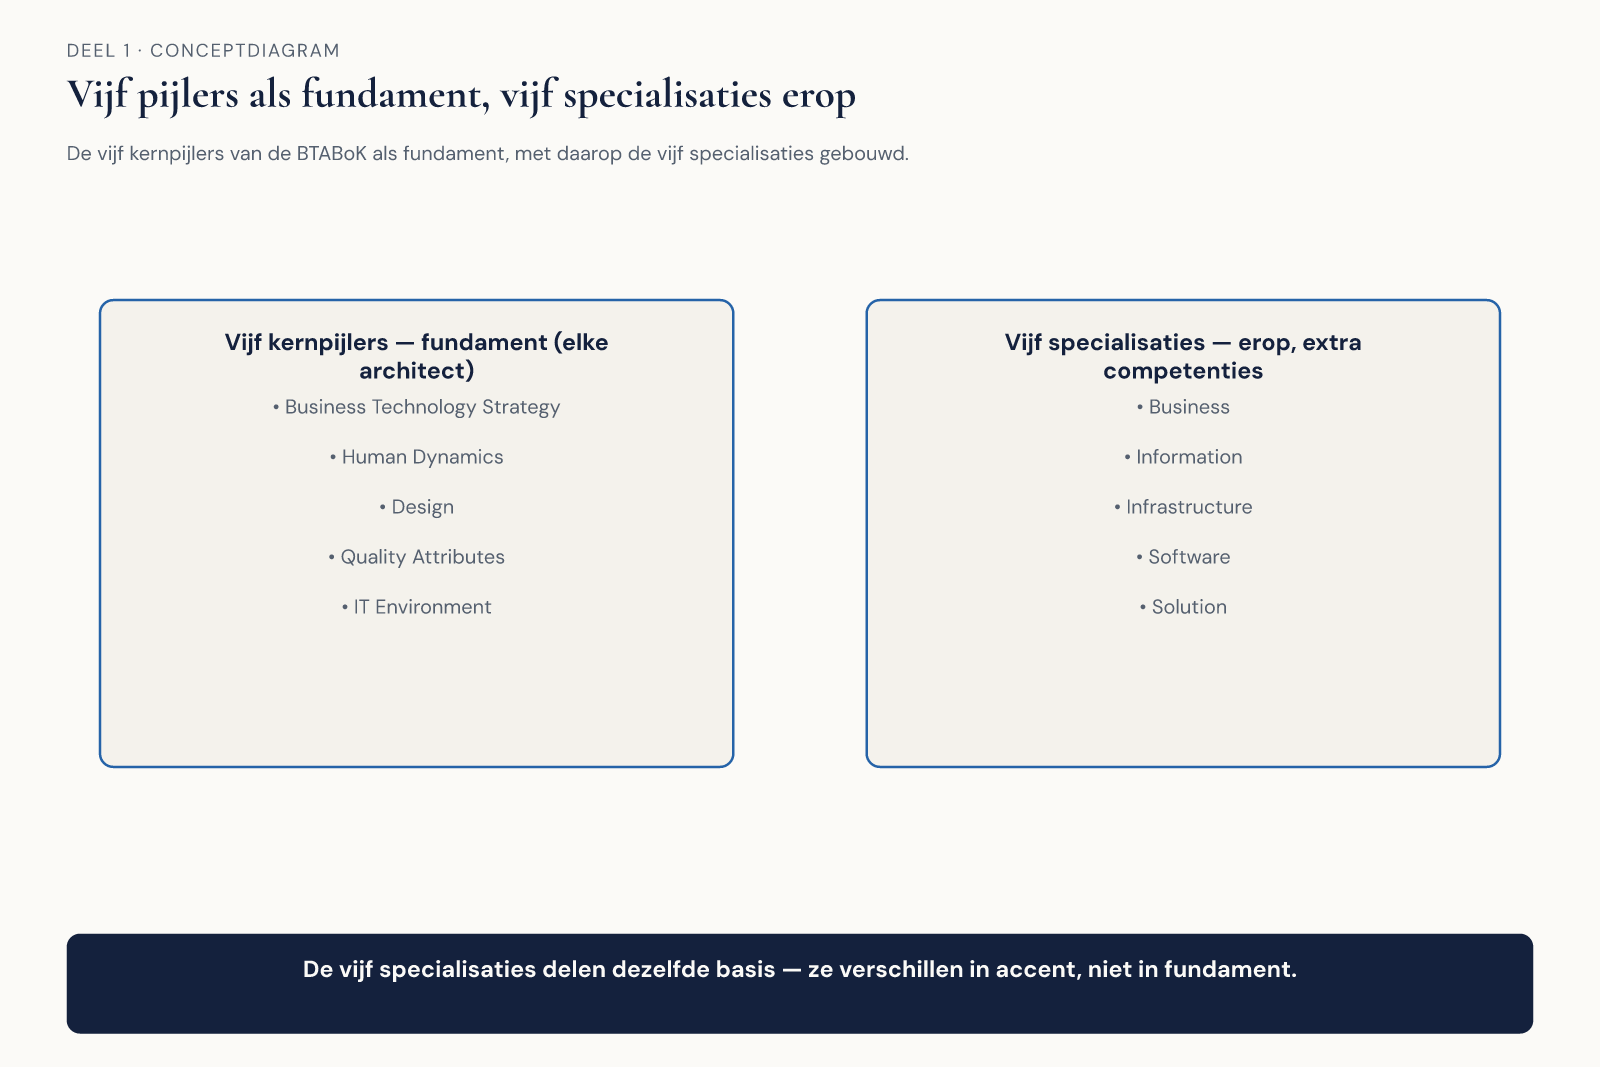 DEEL 1 · CONCEPTDIAGRAM
Vijf pijlers als fundament, vijf specialisaties erop
De vijf kernpijlers van de BTABoK als fundament, met daarop de vijf specialisaties gebouwd.
Vijf kernpijlers — fundament (elke
architect)
• Business Technology Strategy
• Human Dynamics
• Design
• Quality Attributes
• IT Environment
Vijf specialisaties — erop, extra
competenties
• Business
• Information
• Infrastructure
• Software
• Solution
De vijf specialisaties delen dezelfde basis — ze verschillen in accent, niet in fundament.